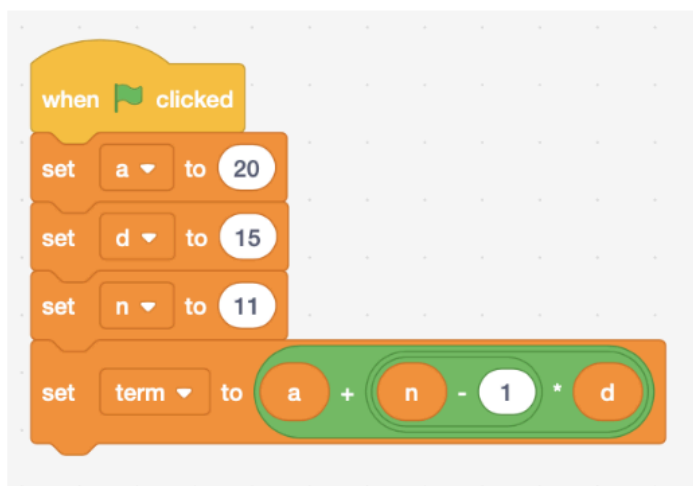 when clicked
set a to 20
set d to 15
set n to 11
set term to a + n - 1 * d